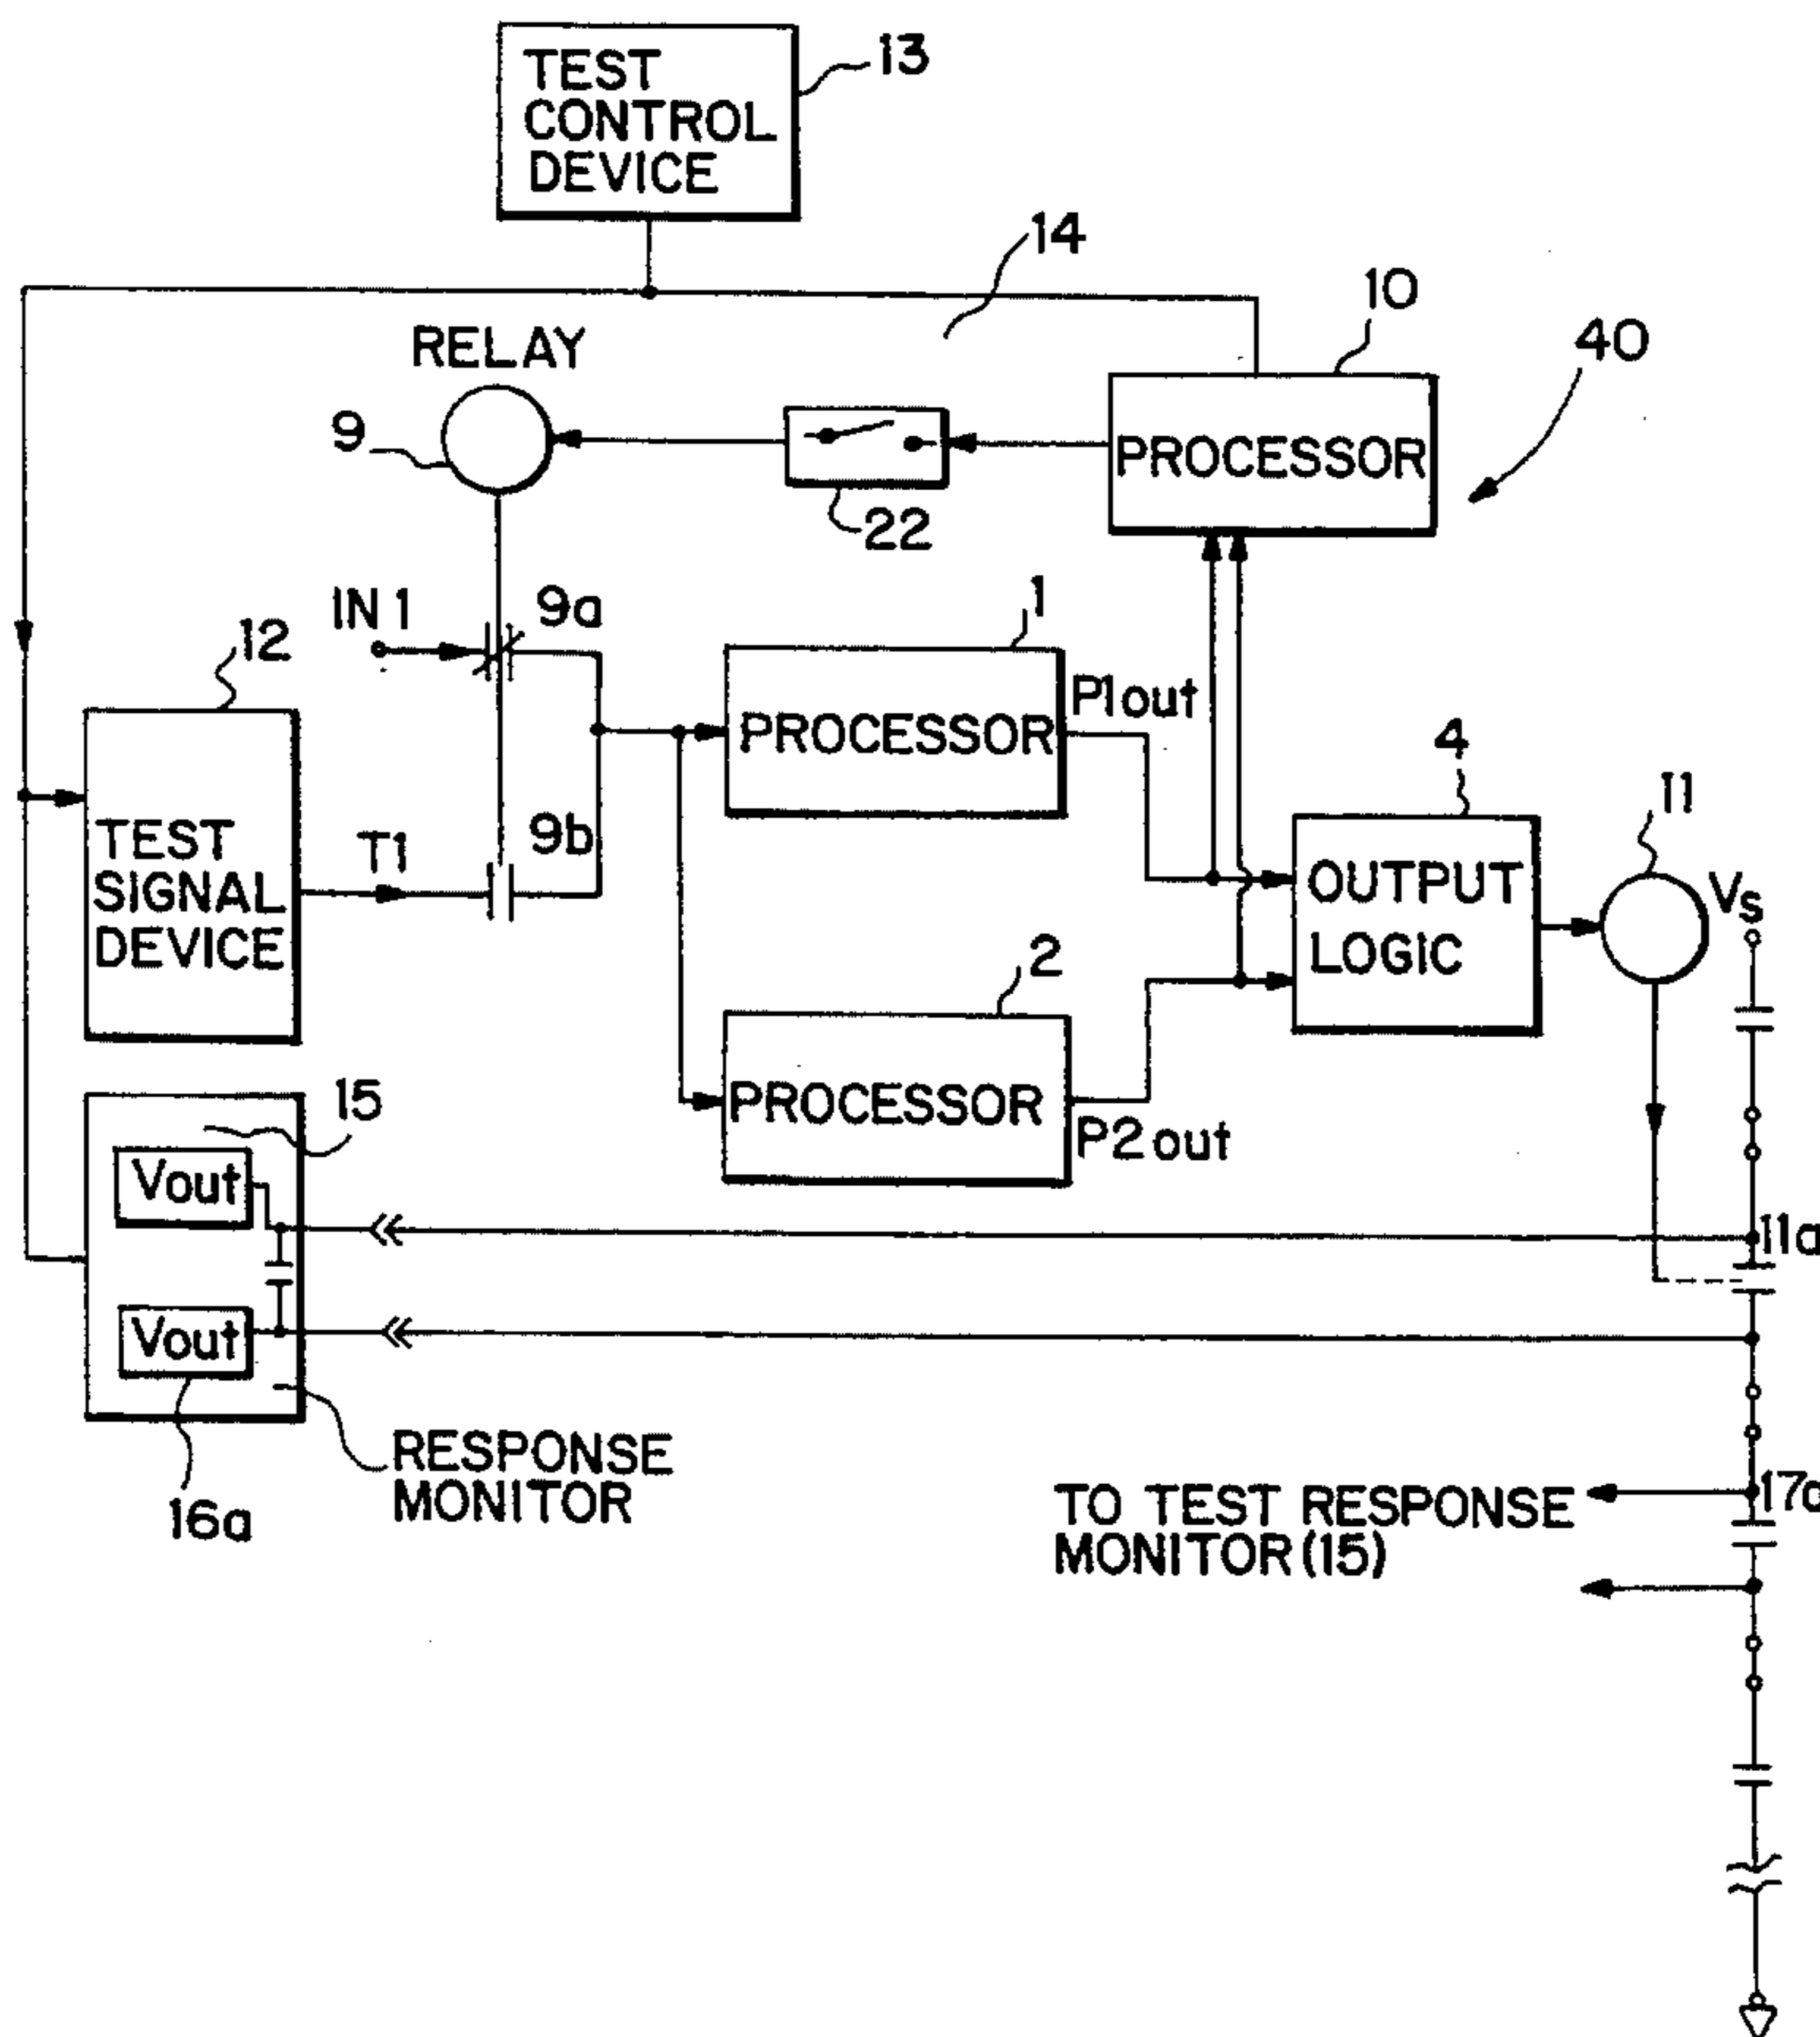 TEST
CONTROL
DEVICE
13
14
10
40
RELAY
9
22
PROCESSOR
IN 1
9a
1
12
PROCESSOR
P1out
4
11
TEST
SIGNAL
DEVICE
T1
9b
OUTPUT
LOGIC
Vs
2
15
PROCESSOR
P2out
Vout
11a
Vout
16a
RESPONSE
MONITOR
TO TEST RESPONSE
MONITOR (15)
17a